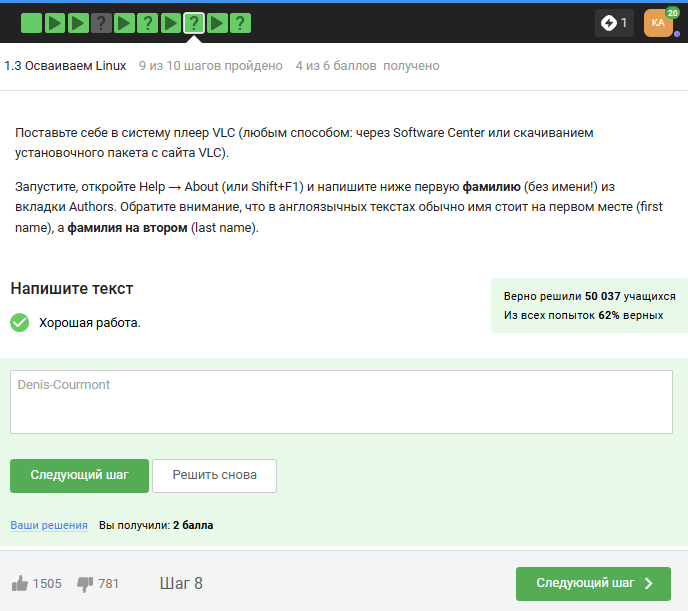 ? ? ? ?
1
KA
20
1.3 Осваиваем Linux 9 из 10 шагов пройдено 4 из 6 баллов получено
Поставьте себе в систему плеер VLC (любым способом: через Software Center или скачиванием
установочного пакета с сайта VLC).
Запустите, откройте Help → About (или Shift+F1) и напишите ниже первую фамилию (без имени!) из
вкладки Authors. Обратите внимание, что в англоязычных текстах обычно имя стоит на первом месте (first
name), а фамилия на втором (last name).
Напишите текст
Верно решили 50 037 учащихся
Из всех попыток 62% верных
Хорошая работа.
Denis-Courmont
Следующий шаг Решить снова
Ваши решения Вы получили: 2 балла
1505 781 Шаг 8 Следующий шаг